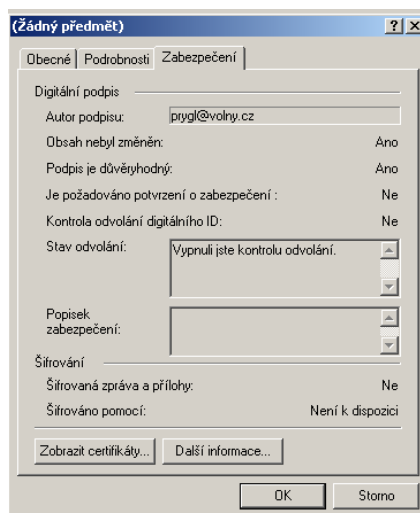 (Žádný předmět)
Obecné Podrobnosti Zabezpečení
Digitální podpis
Autor podpisu: prygl@volny.cz
Obsah nebyl změněn: Ano
Podpis je důvěryhodný: Ano
Je požadováno potvrzení o zabezpečení : Ne
Kontrola odvolání digitálního ID: Ne
Stav odvolání: Vypnuli jste kontrolu odvolání.
Popisek
zabezpečení:
Šifrování
Šifrovaná zpráva a přílohy: Ne
Šifrováno pomocí: Není k dispozici
Zobrazit certifikáty... Další informace...
OK Storno